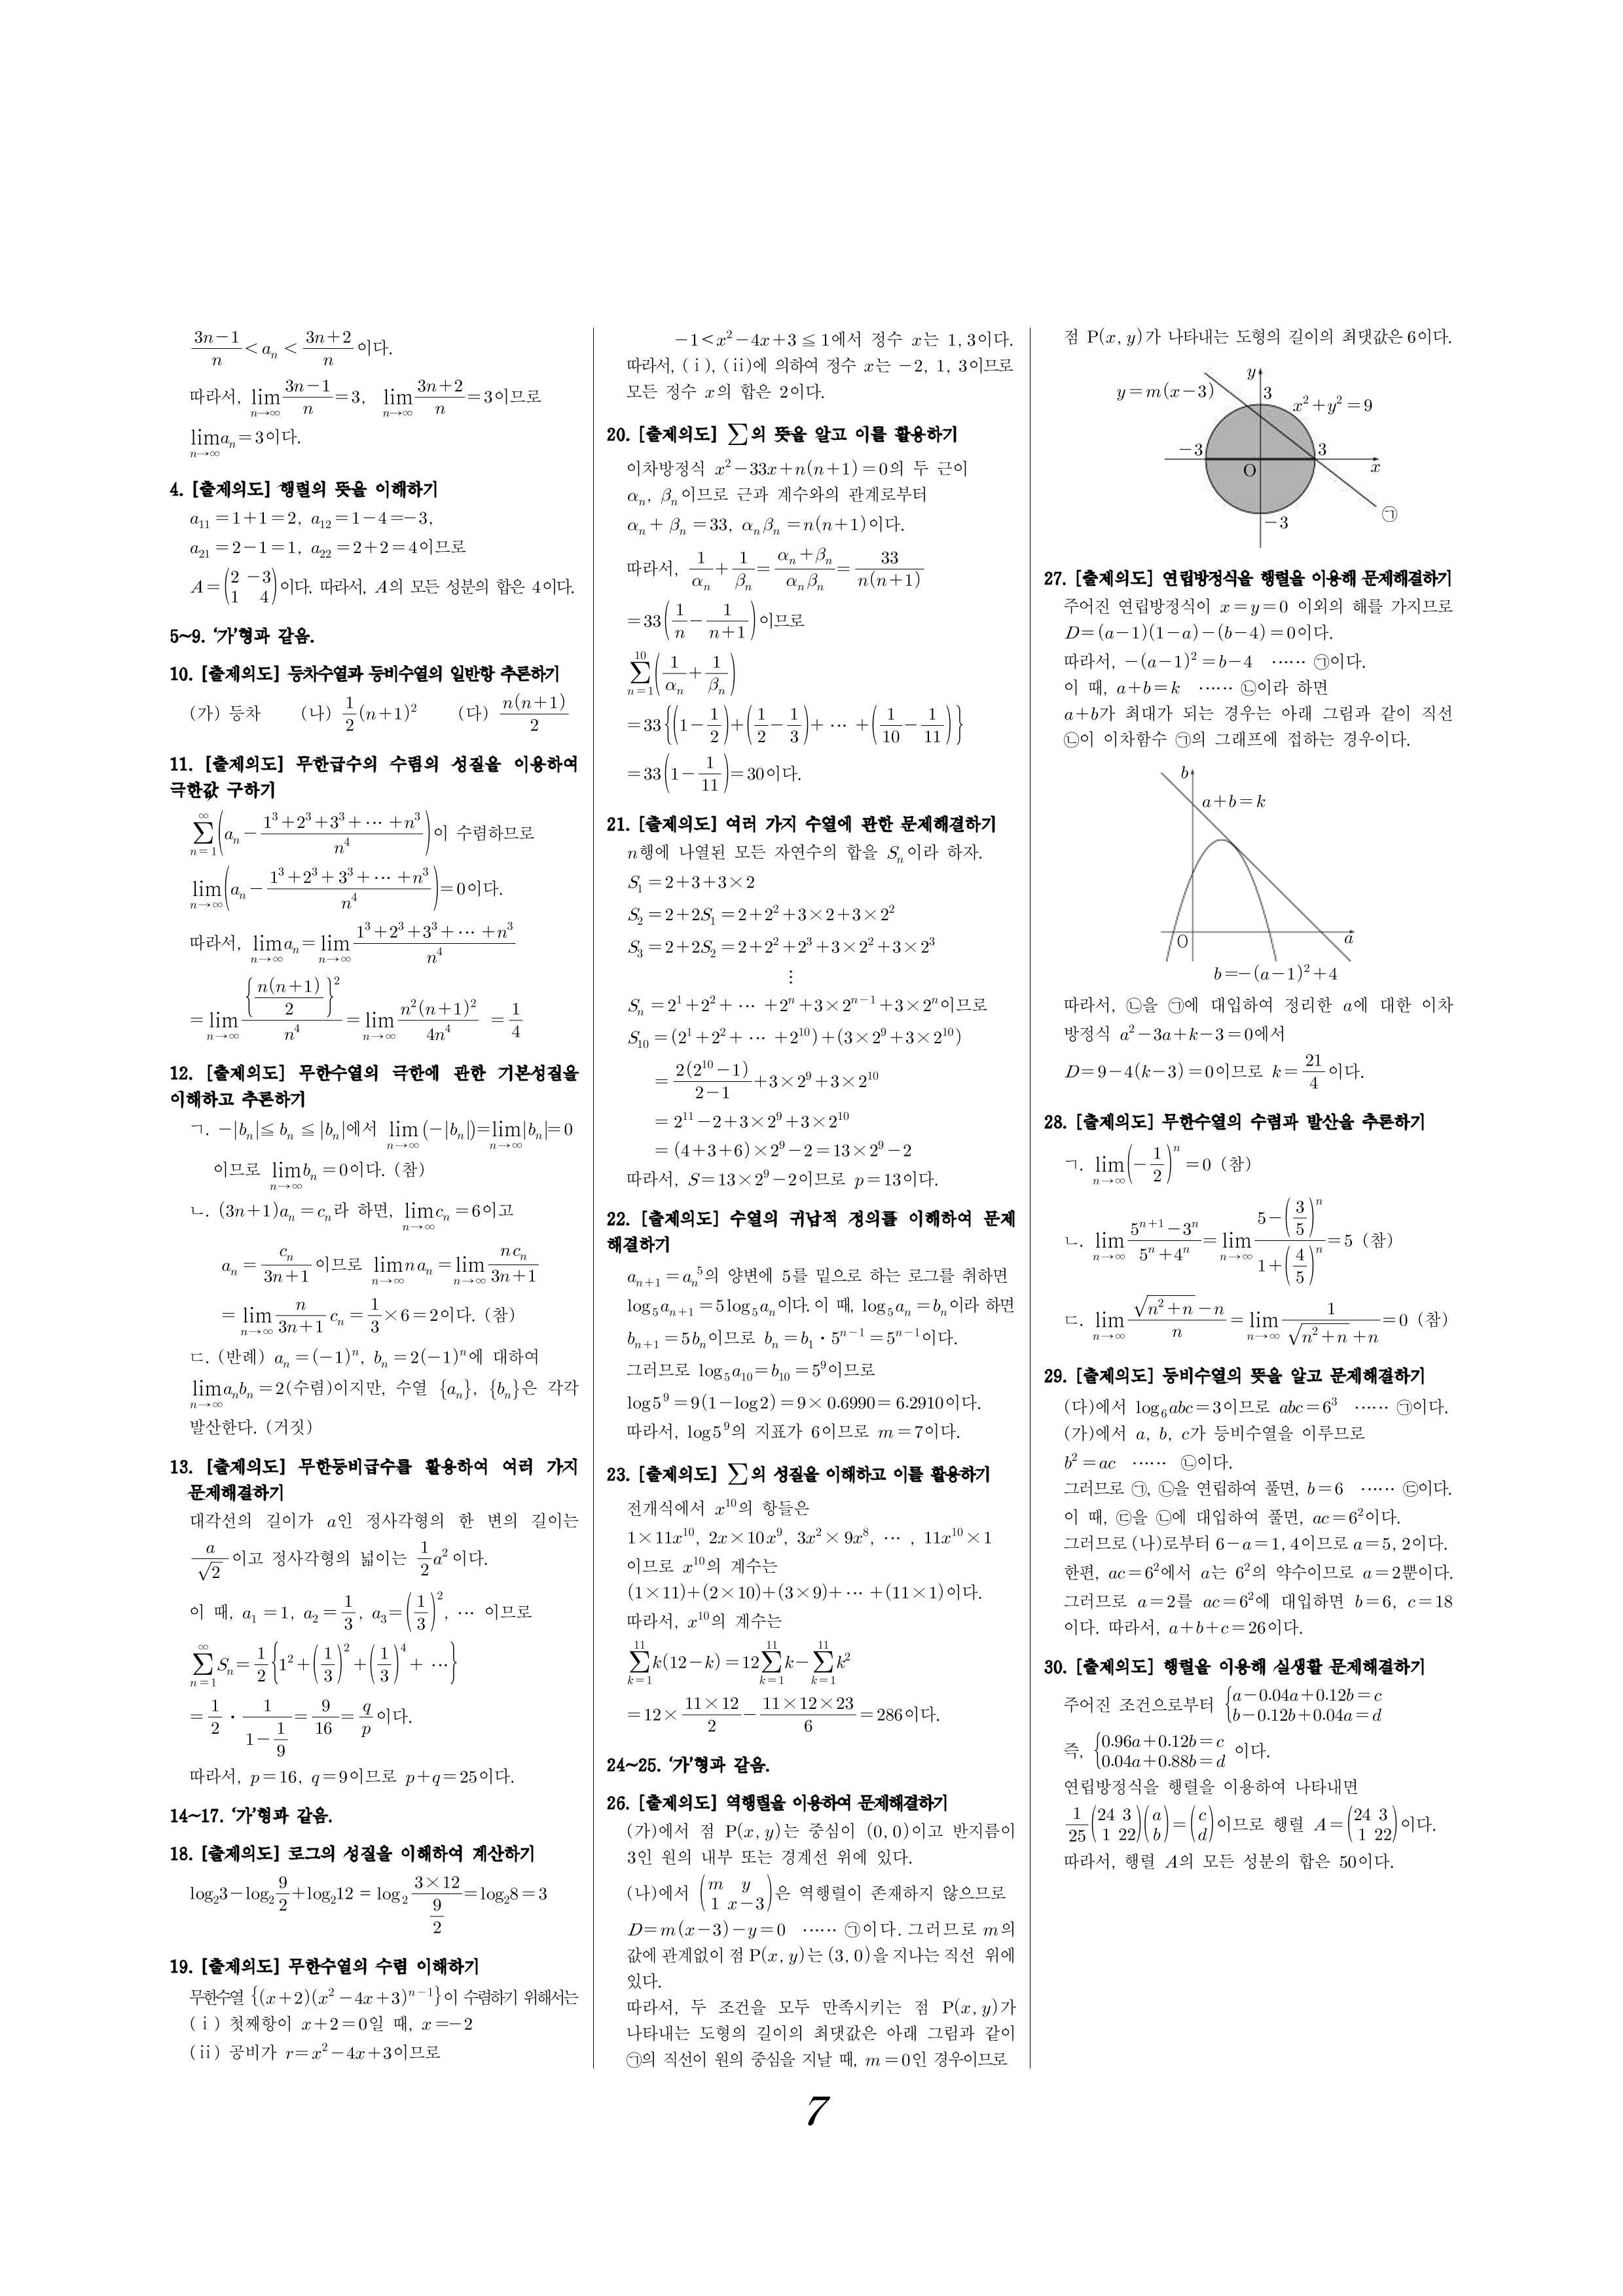 $\frac{3n-1}{n} < a_n < \frac{3n+2}{n}$이다.
따라서, $\lim_{n\to\infty}\frac{3n-1}{n}=3$, $\lim_{n\to\infty}\frac{3n+2}{n}=3$이므로
$\lim_{n\to\infty}a_n=3$이다.
4. [출제의도] 행렬의 뜻을 이해하기
$a_{11}=1+1=2$, $a_{12}=1-4=-3$,
$a_{21}=2-1=1$, $a_{22}=2+2=4$이므로
$A=\begin{pmatrix}2&-3\\1&4\end{pmatrix}$이다. 따라서, $A$의 모든 성분의 합은 4이다.
5~9. ‘가’형과 같음.
10. [출제의도] 등차수열과 등비수열의 일반항 추론하기
(가) 등차 (나) $\frac{1}{2}(n+1)^2$ (다) $\frac{n(n+1)}{2}$
11. [출제의도] 무한급수의 수렴의 성질을 이용하여
극한값 구하기
$\sum_{n=1}^{\infty}\left(a_n-\frac{1^3+2^3+3^3+\cdots+n^3}{n^4}\right)$이 수렴하므로
$\lim_{n\to\infty}\left(a_n-\frac{1^3+2^3+3^3+\cdots+n^3}{n^4}\right)=0$이다.
따라서, $\lim_{n\to\infty}a_n=\lim_{n\to\infty}\frac{1^3+2^3+3^3+\cdots+n^3}{n^4}$
$=\lim_{n\to\infty}\frac{\left\{\frac{n(n+1)}{2}\right\}^2}{n^4}=\lim_{n\to\infty}\frac{n^2(n+1)^2}{4n^4}=\frac{1}{4}$
12. [출제의도] 무한수열의 극한에 관한 기본성질을
이해하고 추론하기
ㄱ. $-|b_n|≦b_n≦|b_n|$에서 $\lim_{n\to\infty}(-|b_n|)=\lim_{n\to\infty}|b_n|=0$
이므로 $\lim_{n\to\infty}b_n=0$이다. (참)
ㄴ. $(3n+1)a_n=c_n$라 하면, $\lim_{n\to\infty}c_n=6$이고
$a_n=\frac{c_n}{3n+1}$이므로 $\lim_{n\to\infty}na_n=\lim_{n\to\infty}\frac{nc_n}{3n+1}$
$=\lim_{n\to\infty}\frac{n}{3n+1}c_n=\frac{1}{3}\times6=2$이다. (참)
ㄷ. (반례) $a_n=(-1)^n$, $b_n=2(-1)^n$에 대하여
$\lim_{n\to\infty}a_nb_n=2$(수렴)이지만, 수열 $\{a_n\}$, $\{b_n\}$은 각각
발산한다. (거짓)
13. [출제의도] 무한등비급수를 활용하여 여러 가지
문제해결하기
대각선의 길이가 $a$인 정사각형의 한 변의 길이는
$\frac{a}{\sqrt{2}}$이고 정사각형의 넓이는 $\frac{1}{2}a^2$이다.
이 때, $a_1=1$, $a_2=\frac{1}{3}$, $a_3=\left(\frac{1}{3}\right)^2$, … 이므로
$\sum_{n=1}^{\infty}S_n=\frac{1}{2}\left\{1^2+\left(\frac{1}{3}\right)^2+\left(\frac{1}{3}\right)^4+\cdots\right\}$
$=\frac{1}{2}\cdot\frac{1}{1-\frac{1}{9}}=\frac{9}{16}=\frac{q}{p}$이다.
따라서, $p=16$, $q=9$이므로 $p+q=25$이다.
14~17. ‘가’형과 같음.
18. [출제의도] 로그의 성질을 이해하여 계산하기
$\log_2 3-\log_2\frac{9}{2}+\log_2 12=\log_2\frac{3\times12}{\frac{9}{2}}=\log_2 8=3$
19. [출제의도] 무한수열의 수렴 이해하기
무한수열 $\{(x+2)(x^2-4x+3)^{n-1}\}$이 수렴하기 위해서는
(ⅰ) 첫째항이 $x+2=0$일 때, $x=-2$
(ⅱ) 공비가 $r=x^2-4x+3$이므로
$-1<x^2-4x+3≦1$에서 정수 $x$는 1, 3이다.
따라서, (ⅰ), (ⅱ)에 의하여 정수 $x$는 −2, 1, 3이므로
모든 정수 $x$의 합은 2이다.
20. [출제의도] $\sum$의 뜻을 알고 이를 활용하기
이차방정식 $x^2-33x+n(n+1)=0$의 두 근이
$\alpha_n$, $\beta_n$이므로 근과 계수와의 관계로부터
$\alpha_n+\beta_n=33$, $\alpha_n\beta_n=n(n+1)$이다.
따라서, $\frac{1}{\alpha_n}+\frac{1}{\beta_n}=\frac{\alpha_n+\beta_n}{\alpha_n\beta_n}=\frac{33}{n(n+1)}$
$=33\left(\frac{1}{n}-\frac{1}{n+1}\right)$이므로
$\sum_{n=1}^{10}\left(\frac{1}{\alpha_n}+\frac{1}{\beta_n}\right)$
$=33\left\{\left(1-\frac{1}{2}\right)+\left(\frac{1}{2}-\frac{1}{3}\right)+\cdots+\left(\frac{1}{10}-\frac{1}{11}\right)\right\}$
$=33\left(1-\frac{1}{11}\right)=30$이다.
21. [출제의도] 여러 가지 수열에 관한 문제해결하기
$n$행에 나열된 모든 자연수의 합을 $S_n$이라 하자.
$S_1=2+3+3\times2$
$S_2=2+2S_1=2+2^2+3\times2+3\times2^2$
$S_3=2+2S_2=2+2^2+2^3+3\times2^2+3\times2^3$
⋮
$S_n=2^1+2^2+\cdots+2^n+3\times2^{n-1}+3\times2^n$이므로
$S_{10}=(2^1+2^2+\cdots+2^{10})+(3\times2^9+3\times2^{10})$
$=\frac{2(2^{10}-1)}{2-1}+3\times2^9+3\times2^{10}$
$=2^{11}-2+3\times2^9+3\times2^{10}$
$=(4+3+6)\times2^9-2=13\times2^9-2$
따라서, $S=13\times2^9-2$이므로 $p=13$이다.
22. [출제의도] 수열의 귀납적 정의를 이해하여 문제
해결하기
$a_{n+1}=a_n^5$의 양변에 5를 밑으로 하는 로그를 취하면
$\log_5 a_{n+1}=5\log_5 a_n$이다. 이 때, $\log_5 a_n=b_n$이라 하면
$b_{n+1}=5b_n$이므로 $b_n=b_1\cdot5^{n-1}=5^{n-1}$이다.
그러므로 $\log_5 a_{10}=b_{10}=5^9$이므로
$\log 5^9=9(1-\log2)=9\times0.6990=6.2910$이다.
따라서, $\log5^9$의 지표가 6이므로 $m=7$이다.
23. [출제의도] $\sum$의 성질을 이해하고 이를 활용하기
전개식에서 $x^{10}$의 항들은
$1\times11x^{10}$, $2x\times10x^9$, $3x^2\times9x^8$, … , $11x^{10}\times1$
이므로 $x^{10}$의 계수는
$(1\times11)+(2\times10)+(3\times9)+\cdots+(11\times1)$이다.
따라서, $x^{10}$의 계수는
$\sum_{k=1}^{11}k(12-k)=12\sum_{k=1}^{11}k-\sum_{k=1}^{11}k^2$
$=12\times\frac{11\times12}{2}-\frac{11\times12\times23}{6}=286$이다.
24~25. ‘가’형과 같음.
26. [출제의도] 역행렬을 이용하여 문제해결하기
(가)에서 점 P$(x, y)$는 중심이 $(0, 0)$이고 반지름이
3인 원의 내부 또는 경계선 위에 있다.
(나)에서 $\begin{pmatrix}m&y\\1&x-3\end{pmatrix}$은 역행렬이 존재하지 않으므로
$D=m(x-3)-y=0$ …… ㉠이다. 그러므로 $m$의
값에 관계없이 점 P$(x, y)$는 $(3, 0)$을 지나는 직선 위에
있다.
따라서, 두 조건을 모두 만족시키는 점 P$(x, y)$가
나타내는 도형의 길이의 최댓값은 아래 그림과 같이
㉠의 직선이 원의 중심을 지날 때, $m=0$인 경우이므로
점 P$(x, y)$가 나타내는 도형의 길이의 최댓값은 6이다.
$y$
$y=m(x-3)$
3
$x^2+y^2=9$
−3
3
O
$x$
−3
㉠
27. [출제의도] 연립방정식을 행렬을 이용해 문제해결하기
주어진 연립방정식이 $x=y=0$ 이외의 해를 가지므로
$D=(a-1)(1-a)-(b-4)=0$이다.
따라서, $-(a-1)^2=b-4$ …… ㉠이다.
이 때, $a+b=k$ …… ㉡이라 하면
$a+b$가 최대가 되는 경우는 아래 그림과 같이 직선
㉡이 이차함수 ㉠의 그래프에 접하는 경우이다.
$b$
$a+b=k$
O
$a$
$b=-(a-1)^2+4$
따라서, ㉡을 ㉠에 대입하여 정리한 $a$에 대한 이차
방정식 $a^2-3a+k-3=0$에서
$D=9-4(k-3)=0$이므로 $k=\frac{21}{4}$이다.
28. [출제의도] 무한수열의 수렴과 발산을 추론하기
ㄱ. $\lim_{n\to\infty}\left(-\frac{1}{2}\right)^n=0$ (참)
ㄴ. $\lim_{n\to\infty}\frac{5^{n+1}-3^n}{5^n+4^n}=\lim_{n\to\infty}\frac{5-\left(\frac{3}{5}\right)^n}{1+\left(\frac{4}{5}\right)^n}=5$ (참)
ㄷ. $\lim_{n\to\infty}\frac{\sqrt{n^2+n}-n}{n}=\lim_{n\to\infty}\frac{1}{\sqrt{n^2+n}+n}=0$ (참)
29. [출제의도] 등비수열의 뜻을 알고 문제해결하기
(다)에서 $\log_6 abc=3$이므로 $abc=6^3$ …… ㉠이다.
(가)에서 $a$, $b$, $c$가 등비수열을 이루므로
$b^2=ac$ …… ㉡이다.
그러므로 ㉠, ㉡을 연립하여 풀면, $b=6$ …… ㉢이다.
이 때, ㉢을 ㉡에 대입하여 풀면, $ac=6^2$이다.
그러므로 (나)로부터 $6-a=1, 4$이므로 $a=5, 2$이다.
한편, $ac=6^2$에서 $a$는 $6^2$의 약수이므로 $a=2$뿐이다.
그러므로 $a=2$를 $ac=6^2$에 대입하면 $b=6$, $c=18$
이다. 따라서, $a+b+c=26$이다.
30. [출제의도] 행렬을 이용해 실생활 문제해결하기
주어진 조건으로부터 $\begin{cases}a-0.04a+0.12b=c\\b-0.12b+0.04a=d\end{cases}$
즉, $\begin{cases}0.96a+0.12b=c\\0.04a+0.88b=d\end{cases}$ 이다.
연립방정식을 행렬을 이용하여 나타내면
$\frac{1}{25}\begin{pmatrix}24&3\\1&22\end{pmatrix}\begin{pmatrix}a\\b\end{pmatrix}=\begin{pmatrix}c\\d\end{pmatrix}$이므로 행렬 $A=\begin{pmatrix}24&3\\1&22\end{pmatrix}$이다.
따라서, 행렬 $A$의 모든 성분의 합은 50이다.
7